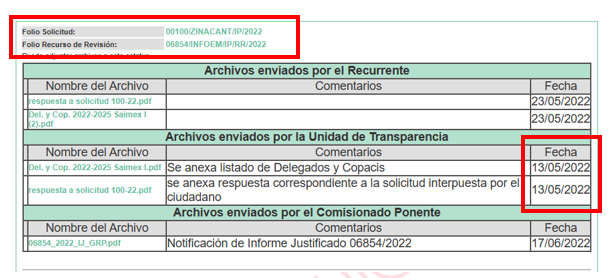 Folio Solicitud: 00100/ZINACANT/IP/2022
Folio Recurso de Revisión: 06854/INFOEM/IP/RR/2022
Archivos enviados por el Recurrente
Nombre del Archivo Comentarios Fecha
respuesta a solicitud 100-22.pdf 23/05/2022
Del. y Cop. 2022-2025 Saimex I
(2).pdf 23/05/2022
Archivos enviados por la Unidad de Transparencia
Nombre del Archivo Comentarios Fecha
Del. y Cop. 2022-2025 Saimex I.pdf Se anexa listado de Delegados y Copacis 13/05/2022
respuesta a solicitud 100-22.pdf se anexa respuesta correspondiente a la solicitud interpuesta por el
ciudadano 13/05/2022
Archivos enviados por el Comisionado Ponente
Nombre del Archivo Comentarios Fecha
06854_2022_IJ_GRP.pdf Notificación de Informe Justificado 06854/2022 17/06/2022